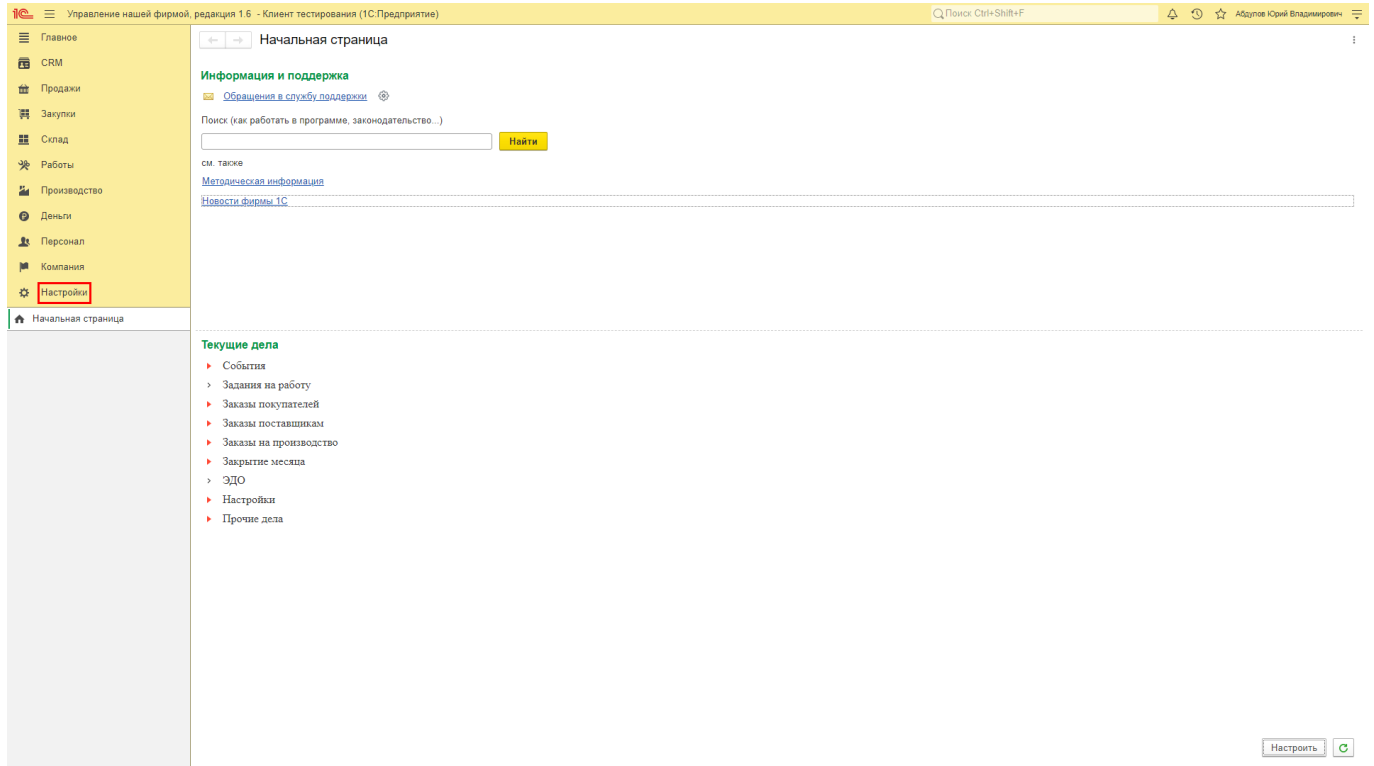 1С Управление нашей фирмой, редакция 1.6 - Клиент тестирования (1С:Предприятие) Поиск Ctrl+Shift+F Абдулов Юрий Владимирович
Главное
CRM
Продажи
Закупки
Склад
Работы
Производство
Деньги
Персонал
Компания
Настройки
Начальная страница
Начальная страница
Информация и поддержка
Обращения в службу поддержки
Поиск (как работать в программе, законодательство...)
Найти
см. также
Методическая информация
Новости фирмы 1С
Текущие дела
События
Задания на работу
Заказы покупателей
Заказы поставщикам
Заказы на производство
Закрытие месяца
ЭДО
Настройки
Прочие дела
Настроить